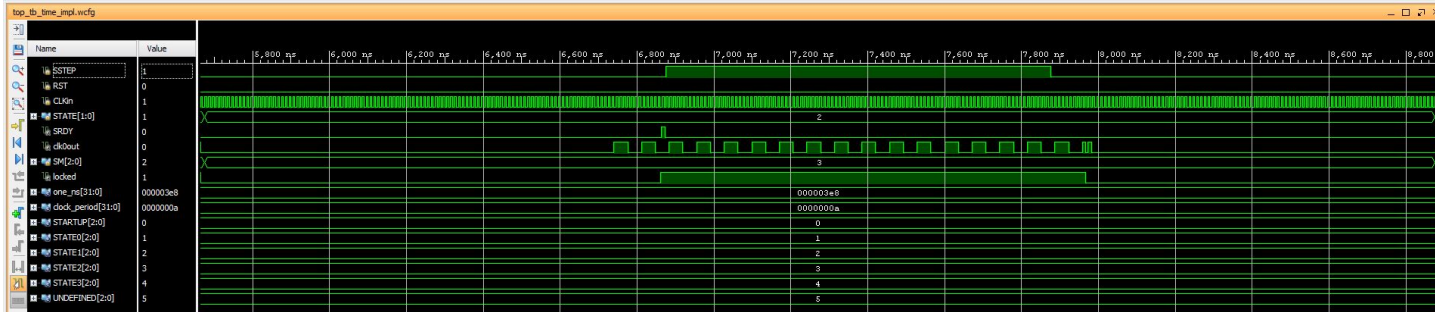 top_tb_time_impl.wcfg
Name Value
5,800 ns 6,000 ns 6,200 ns 6,400 ns 6,600 ns 6,800 ns 7,000 ns 7,200 ns 7,400 ns 7,600 ns 7,800 ns 8,000 ns 8,200 ns 8,400 ns 8,600 ns 8,800
SSTEP 1
RST 0
CLKin 1
STATE[1:0] 1 2
SRDY 0
clk0out 0
SM[2:0] 2 3
locked 1
one_ns[31:0] 000003e8 000003e8
clock_period[31:0] 0000000a 0000000a
STARTUP[2:0] 0 0
STATE0[2:0] 1 1
STATE1[2:0] 2 2
STATE2[2:0] 3 3
STATE3[2:0] 4 4
UNDEFINED[2:0] 5 5